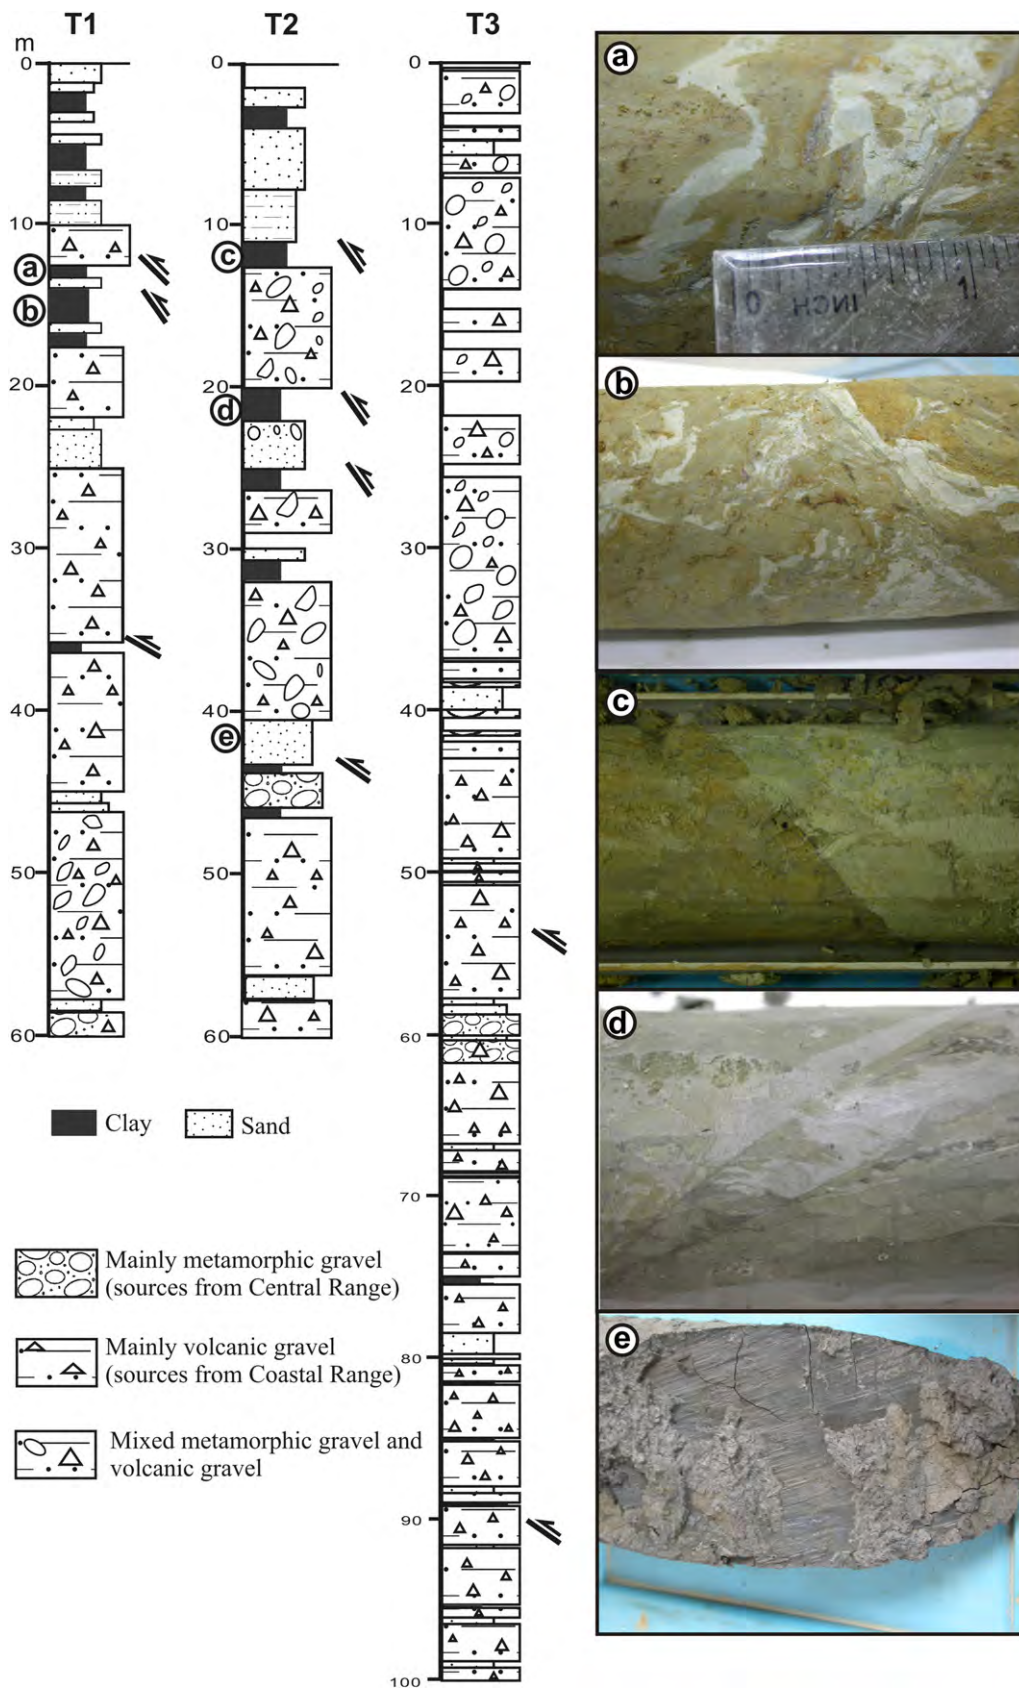 T1
T2
T3
m
0
10
20
30
40
50
60
a
b
0
10
20
30
40
50
60
c
d
e
0
10
20
30
40
50
60
70
80
90
100
Clay
Sand
Mainly metamorphic gravel
(sources from Central Range)
Mainly volcanic gravel
(sources from Coastal Range)
Mixed metamorphic gravel and
volcanic gravel
a
0 INCH 1
b
c
d
e